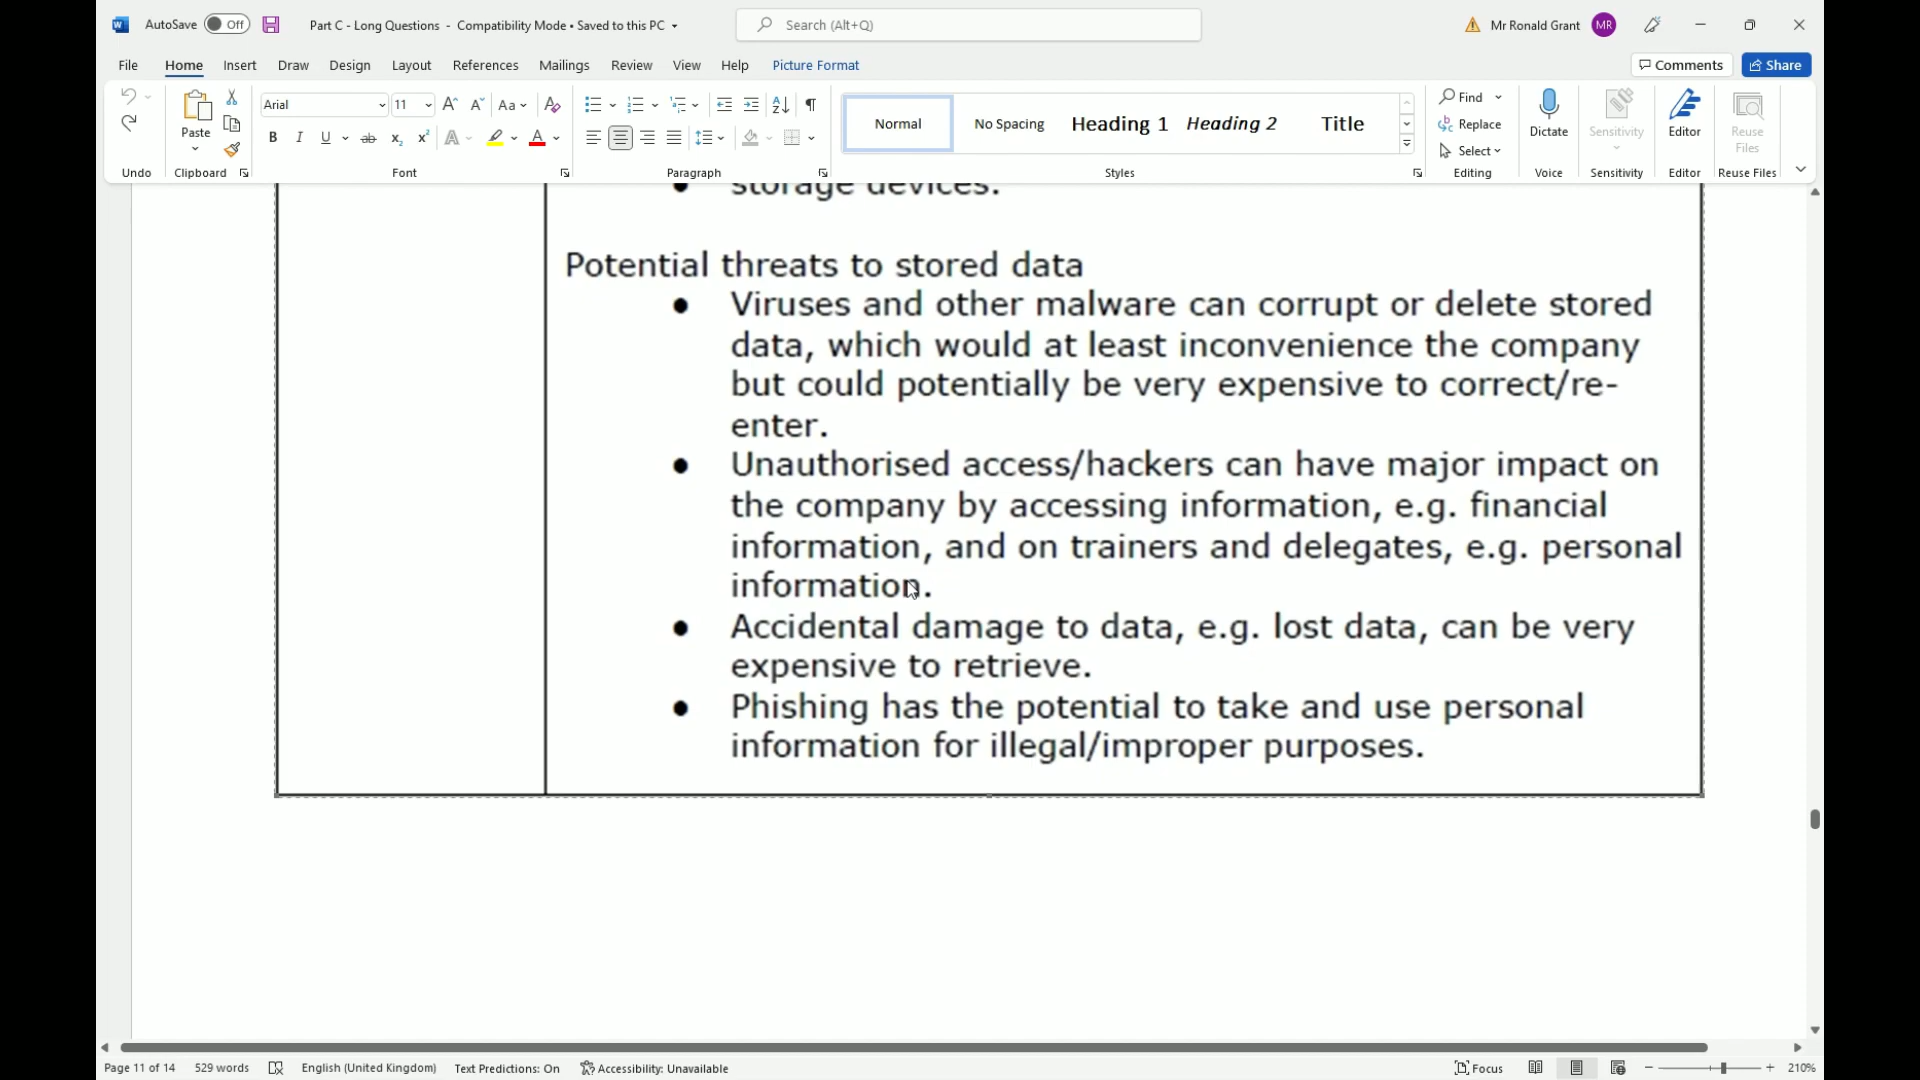 AutoSave Off Part C - Long Questions - Compatibility Mode • Saved to this PC Search (Alt+Q) Mr Ronald Grant MR
File Home Insert Draw Design Layout References Mailings Review View Help Picture Format Comments Share
Paste Arial 11 Aa B I U ab x₂ x² A A Normal No Spacing Heading 1 Heading 2 Title Find Replace Select Dictate Sensitivity Editor Reuse Files
Undo Clipboard Font Paragraph Styles Editing Voice Sensitivity Editor Reuse Files
• storage devices.
Potential threats to stored data
• Viruses and other malware can corrupt or delete stored
data, which would at least inconvenience the company
but could potentially be very expensive to correct/re-
enter.
• Unauthorised access/hackers can have major impact on
the company by accessing information, e.g. financial
information, and on trainers and delegates, e.g. personal
information.
• Accidental damage to data, e.g. lost data, can be very
expensive to retrieve.
• Phishing has the potential to take and use personal
information for illegal/improper purposes.
Page 11 of 14 529 words English (United Kingdom) Text Predictions: On Accessibility: Unavailable Focus 210%